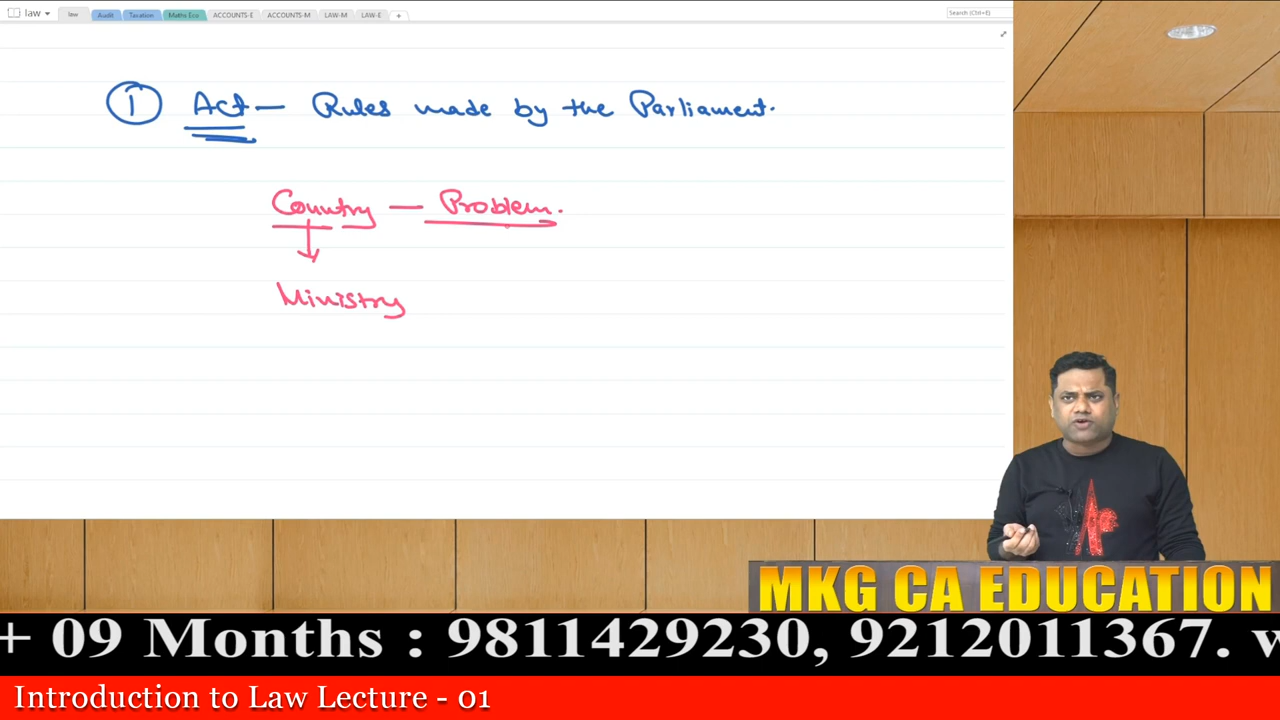 law
law Audit Taxation Maths Eco ACCOUNTS-E ACCOUNTS-M LAW-M LAW-E +
Search (Ctrl+E)
① Act — Rules made by the Parliament.
Country — Problem.
Ministry
MKG CA EDUCATION
+ 09 Months : 9811429230, 9212011367. w
Introduction to Law Lecture - 01